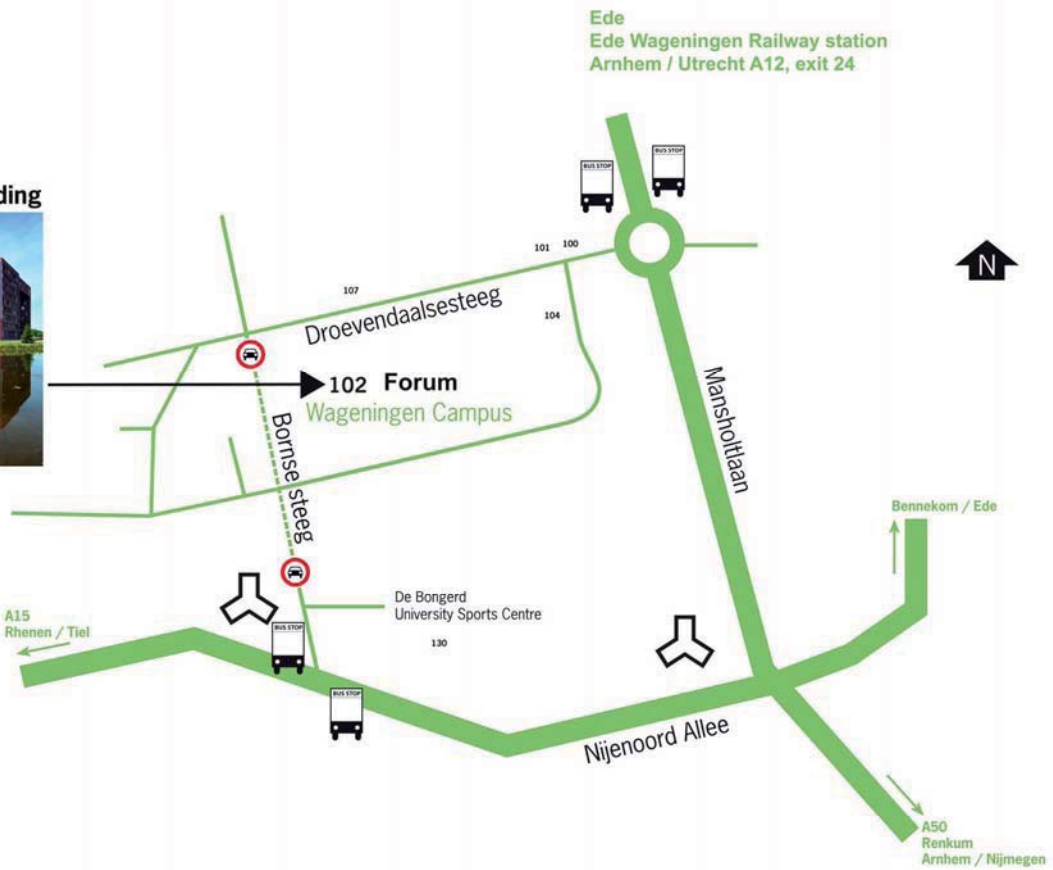 Ede
Ede Wageningen Railway station
Arnhem / Utrecht A12, exit 24
BUS STOP
BUS STOP
N
101 100
107
Droevendaalsesteeg
104
102 Forum
Wageningen Campus
Mansholtlaan
Bornse steeg
Bennekom / Ede
De Bongerd
University Sports Centre
A15
Rhenen / Tiel
130
BUS STOP
BUS STOP
Nijenoord Allee
A50
Renkum
Arnhem / Nijmegen